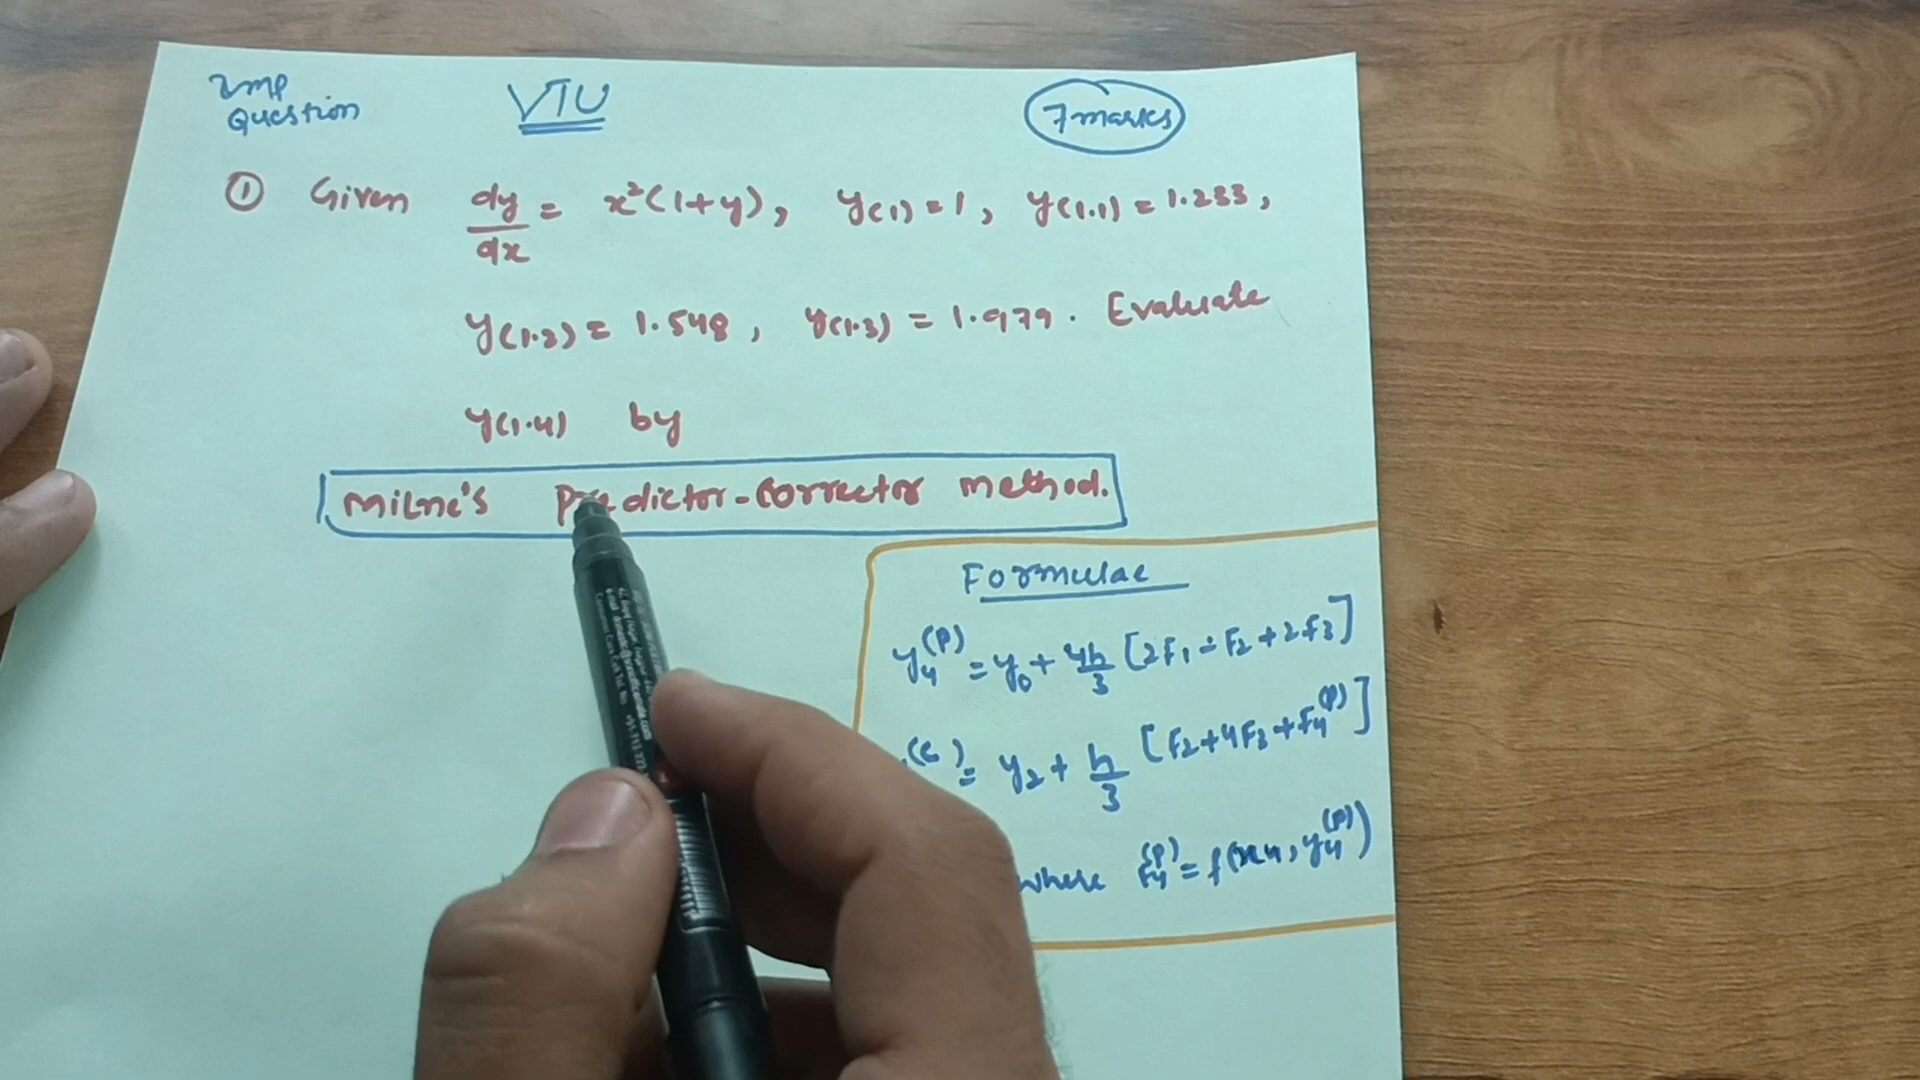 Imp
Question
VTU
7 marks
① Given dy/dx = x²(1+y), y(1) = 1, y(1.1) = 1.233,
y(1.2) = 1.548, y(1.3) = 1.979. Evaluate
y(1.4) by
Milne's Predictor-Corrector method.
Formulae
y₄^(P) = y₀ + 4h/3 [2F₁ - F₂ + 2F₃]
(C) = y₂ + h/3 [F₂ + 4F₃ + F₄^(P)]
where F₄^(P) = f(x₄, y₄^(P))